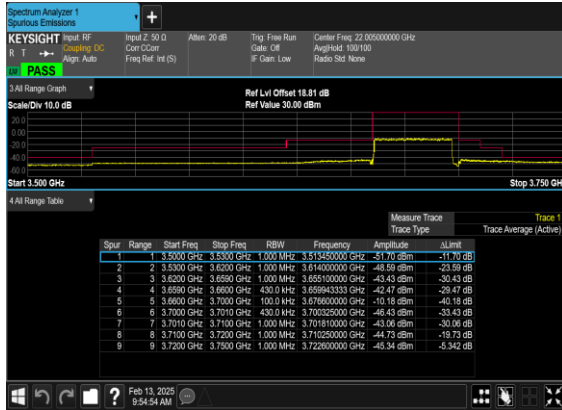 Spectrum Analyzer 1
Spurious Emissions
KEYSIGHT Input: RF Input Z: 50 Ω Atten: 20 dB Trig: Free Run Center Freq: 22.005000000 GHz
R T Coupling: DC Corr CCorr Gate: Off Avg|Hold: 100/100
Align: Auto Freq Ref: Int (S) IF Gain: Low Radio Std: None
PASS
3 All Range Graph
Ref Lvl Offset 18.81 dB
Scale/Div 10.0 dB Ref Value 30.00 dBm
20.0
0.00
-20.0
-40.0
-60.0
Start 3.500 GHz Stop 3.750 GH
4 All Range Table
Measure Trace Trace 1
Trace Type Trace Average (Active)
Spur Range Start Freq Stop Freq RBW Frequency Amplitude ΔLimit
1 1 3.5000 GHz 3.5300 GHz 1.000 MHz 3.513450000 GHz -51.70 dBm -11.70 dB
2 2 3.5300 GHz 3.6200 GHz 1.000 MHz 3.614000000 GHz -48.59 dBm -23.59 dB
3 3 3.6200 GHz 3.6590 GHz 1.000 MHz 3.655100000 GHz -43.43 dBm -30.43 dB
4 4 3.6590 GHz 3.6600 GHz 430.0 kHz 3.659943333 GHz -42.47 dBm -29.47 dB
5 5 3.6600 GHz 3.7000 GHz 100.0 kHz 3.676600000 GHz -10.18 dBm -40.18 dB
6 6 3.7000 GHz 3.7010 GHz 430.0 kHz 3.700325000 GHz -46.43 dBm -33.43 dB
7 7 3.7010 GHz 3.7100 GHz 1.000 MHz 3.701810000 GHz -43.06 dBm -30.06 dB
8 8 3.7100 GHz 3.7200 GHz 1.000 MHz 3.710250000 GHz -44.73 dBm -19.73 dB
9 9 3.7200 GHz 3.7500 GHz 1.000 MHz 3.722600000 GHz -45.34 dBm -5.342 dB
Feb 13, 2025
9:54:54 AM